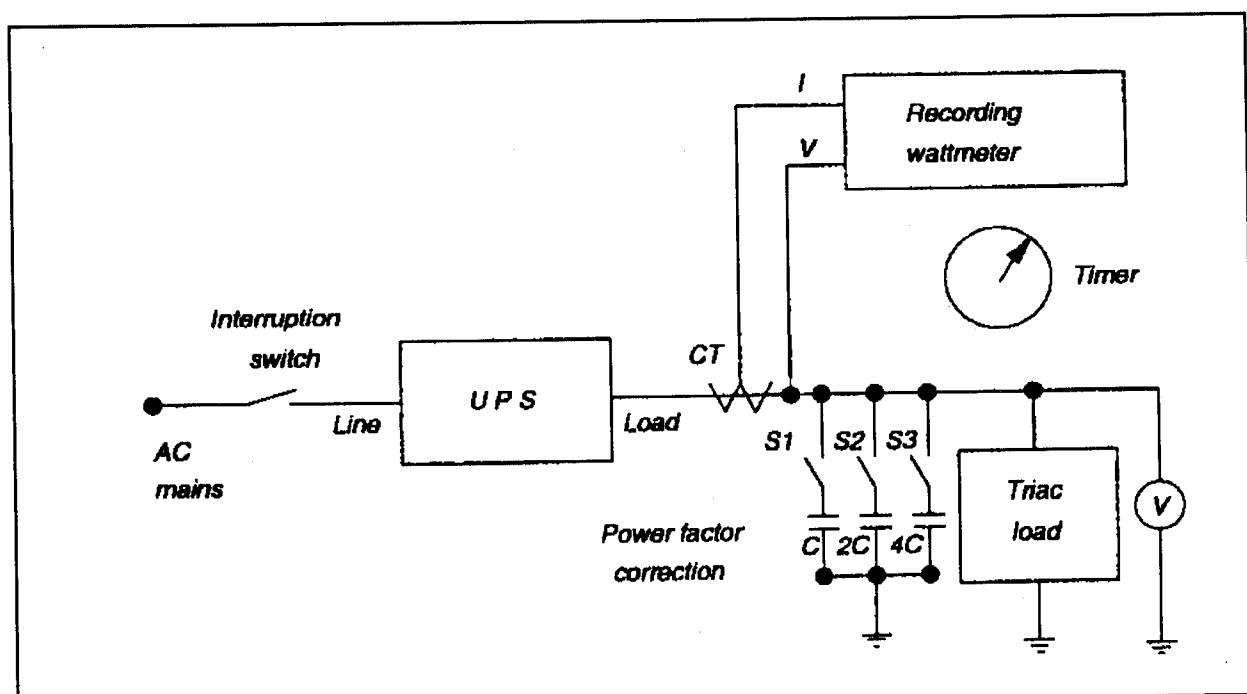 I
V
Recording
wattmeter
Timer
Interruption
switch
CT
UPS
Line
Load
AC
mains
S1 S2 S3
Triac
load
V
Power factor
correction
C 2C 4C